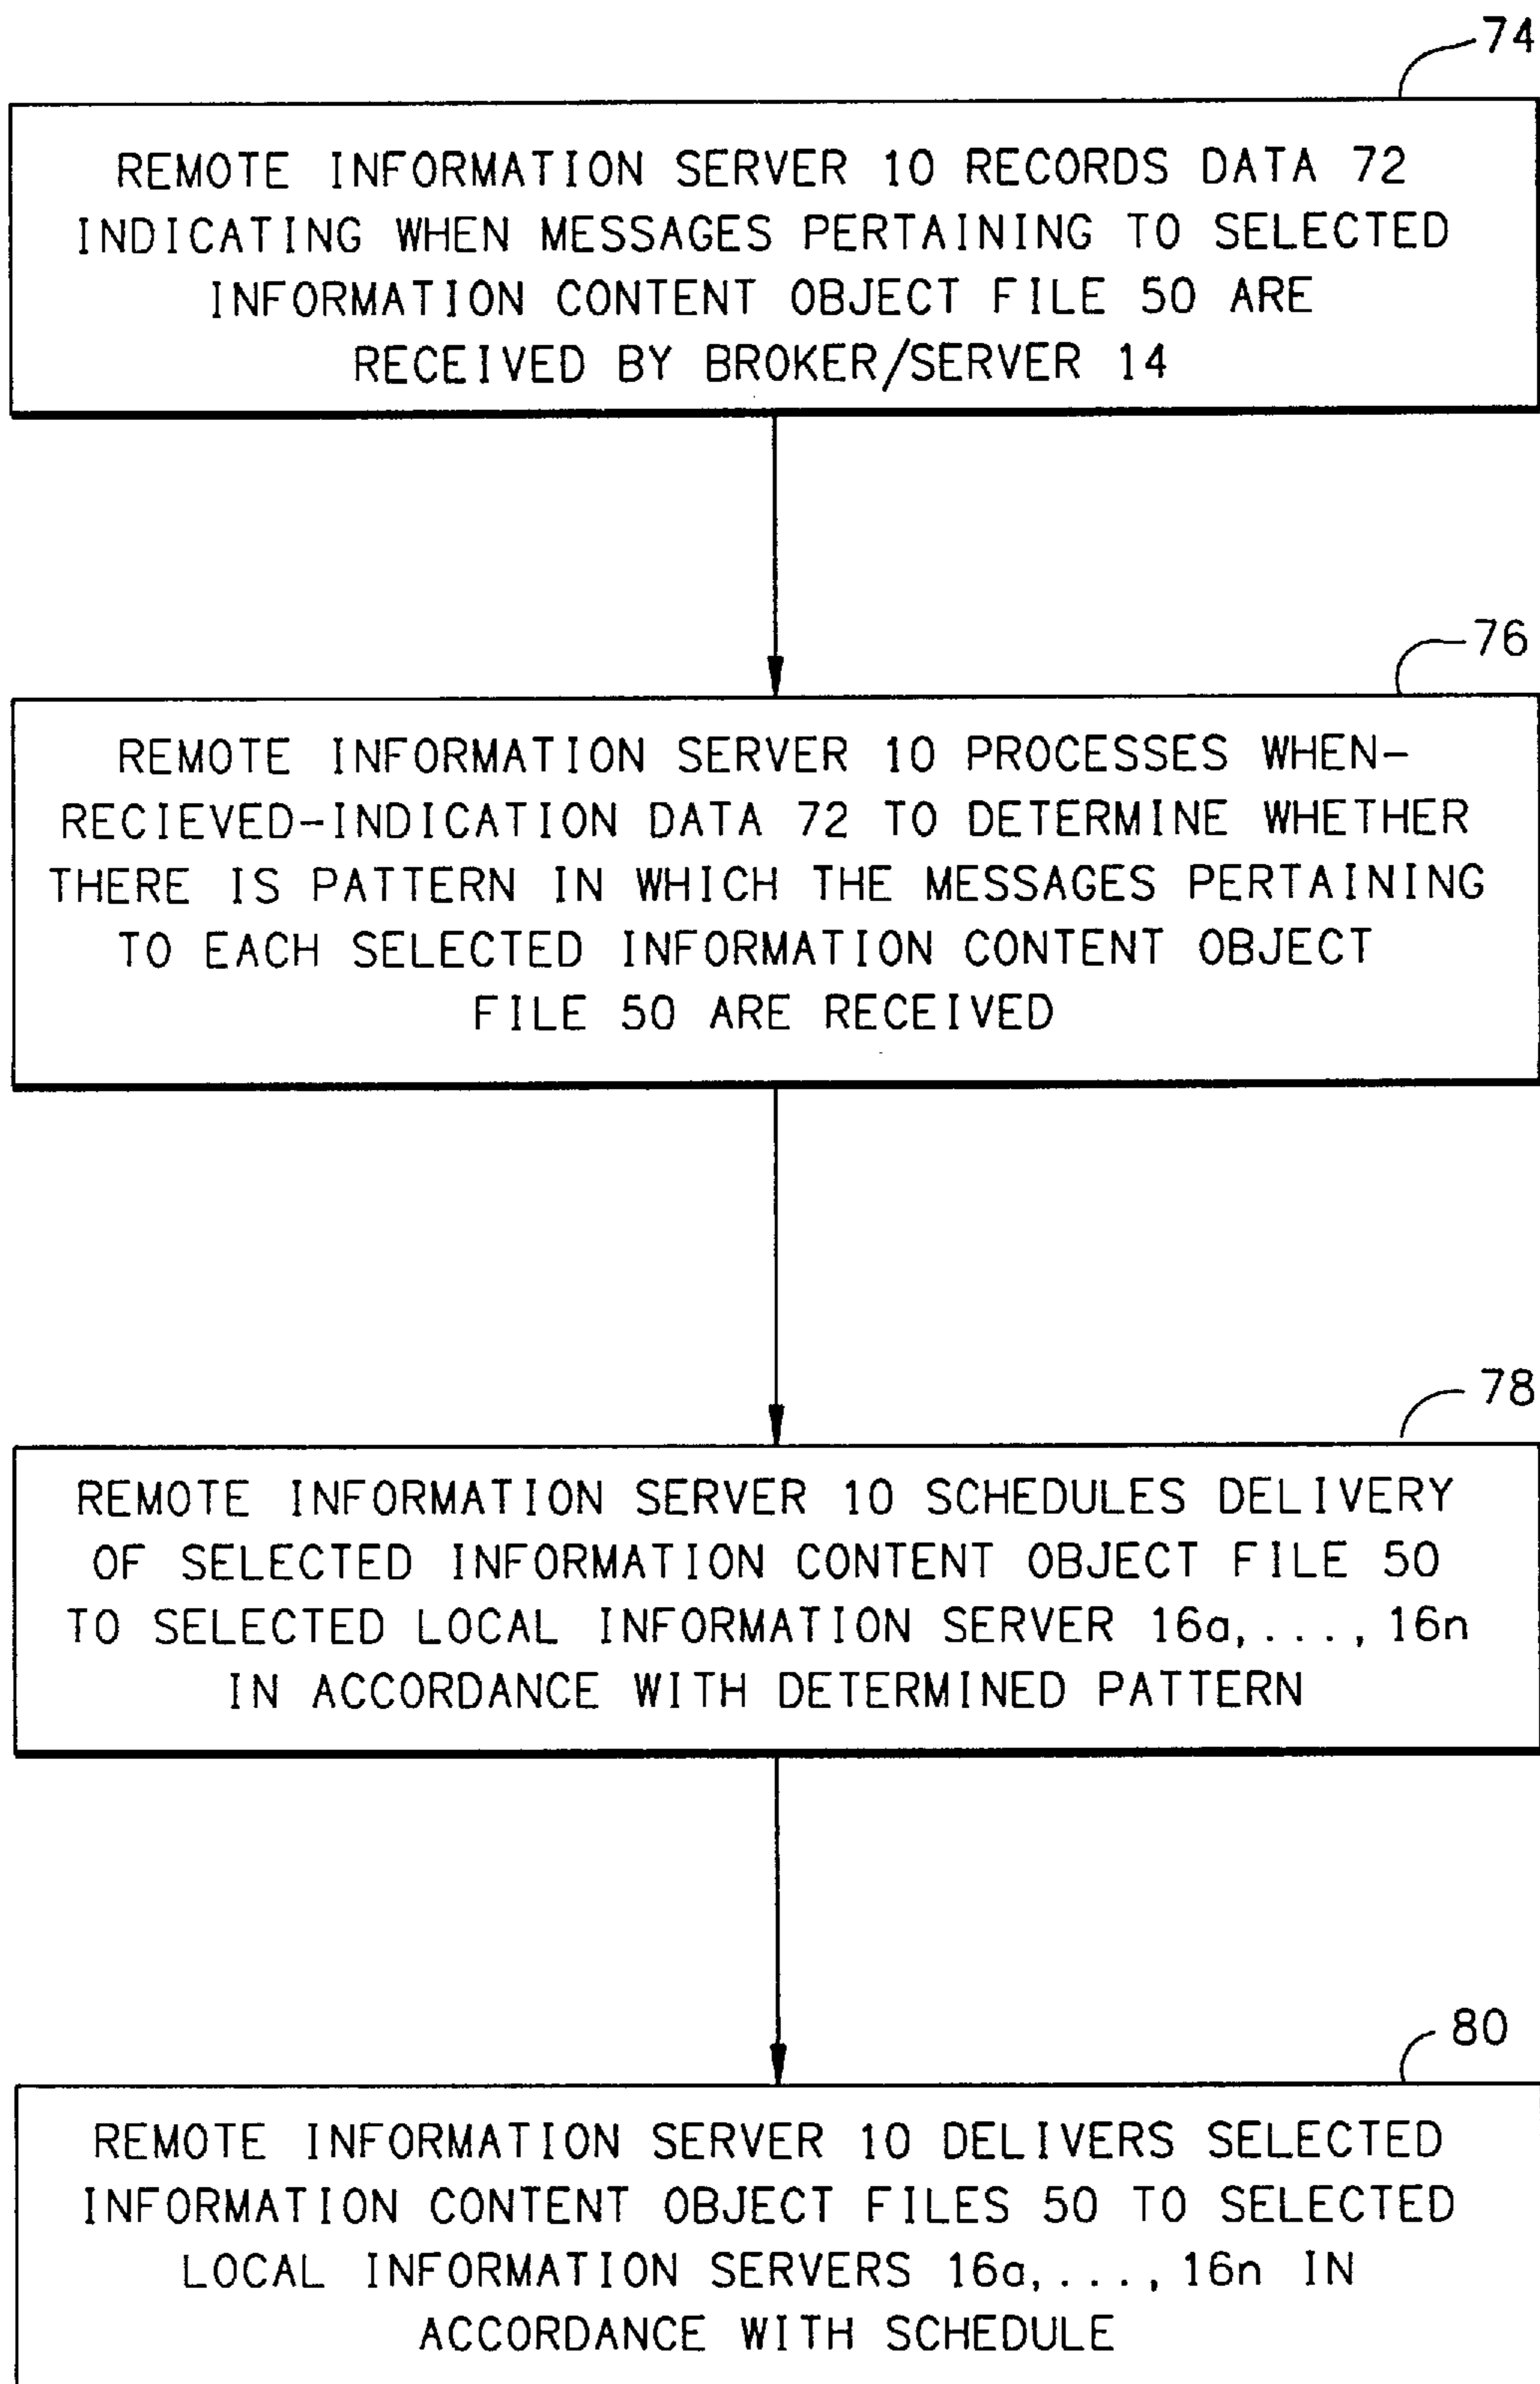 74
REMOTE INFORMATION SERVER 10 RECORDS DATA 72
INDICATING WHEN MESSAGES PERTAINING TO SELECTED
INFORMATION CONTENT OBJECT FILE 50 ARE
RECEIVED BY BROKER/SERVER 14
76
REMOTE INFORMATION SERVER 10 PROCESSES WHEN-
RECIEVED-INDICATION DATA 72 TO DETERMINE WHETHER
THERE IS PATTERN IN WHICH THE MESSAGES PERTAINING
TO EACH SELECTED INFORMATION CONTENT OBJECT
FILE 50 ARE RECEIVED
78
REMOTE INFORMATION SERVER 10 SCHEDULES DELIVERY
OF SELECTED INFORMATION CONTENT OBJECT FILE 50
TO SELECTED LOCAL INFORMATION SERVER 16a,..., 16n
IN ACCORDANCE WITH DETERMINED PATTERN
80
REMOTE INFORMATION SERVER 10 DELIVERS SELECTED
INFORMATION CONTENT OBJECT FILES 50 TO SELECTED
LOCAL INFORMATION SERVERS 16a,..., 16n IN
ACCORDANCE WITH SCHEDULE